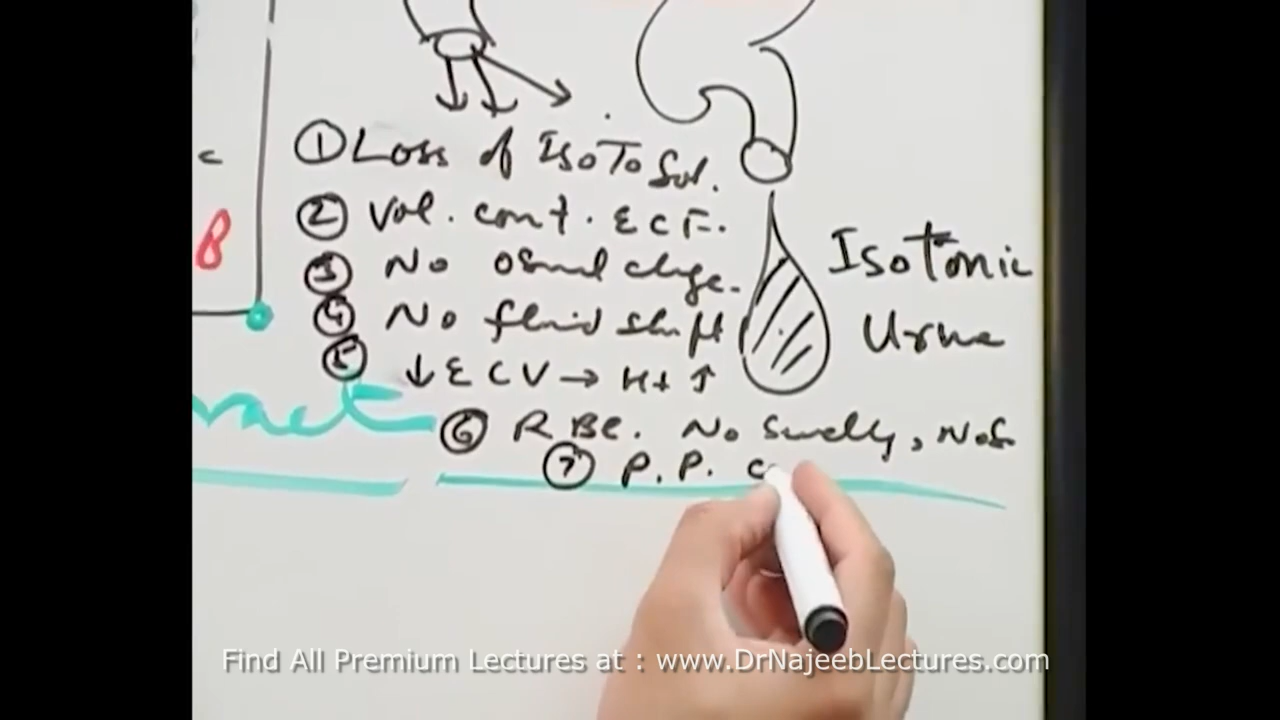 ① Loss of IsoTo Sol.
② Vol. cont. ECF.
③ No osmol chge.
Isotonic
④ No fluid shift
Urine
⑤ ↓ ECV → Ht ↑
⑥ RBC. No Swelly, No S
⑦ P.P. c
B
c
ract
Find All Premium Lectures at : www.DrNajeebLectures.com